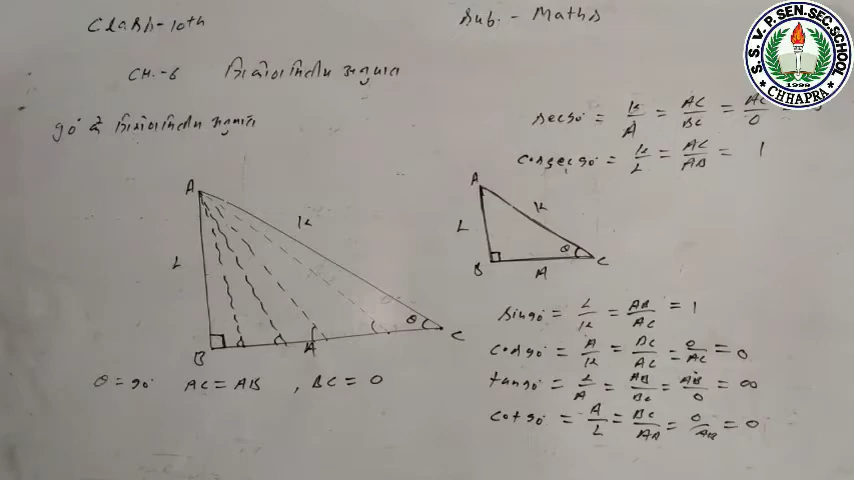 Class-10th
Sub. - Maths
CH.-6 त्रिकोणमितीय अनुपात
90° के त्रिकोणमितीय अनुपात
sec90° = K/A = AC/BC = AC/0
Cosec90° = K/L = AC/AB = 1
A
K
L
B
A
θ
C
A
K
L
B
A
θ
C
θ = 90° AC = AB , BC = 0
Sin90° = L/K = AB/AC = 1
Cos90° = A/K = BC/AC = 0/AC = 0
tan90° = L/A = AB/BC = AB/0 = ∞
Cot90° = A/L = BC/AB = 0/AB = 0
S. S. V. P. SEN. SEC. SCHOOL
1999
CHHAPRA